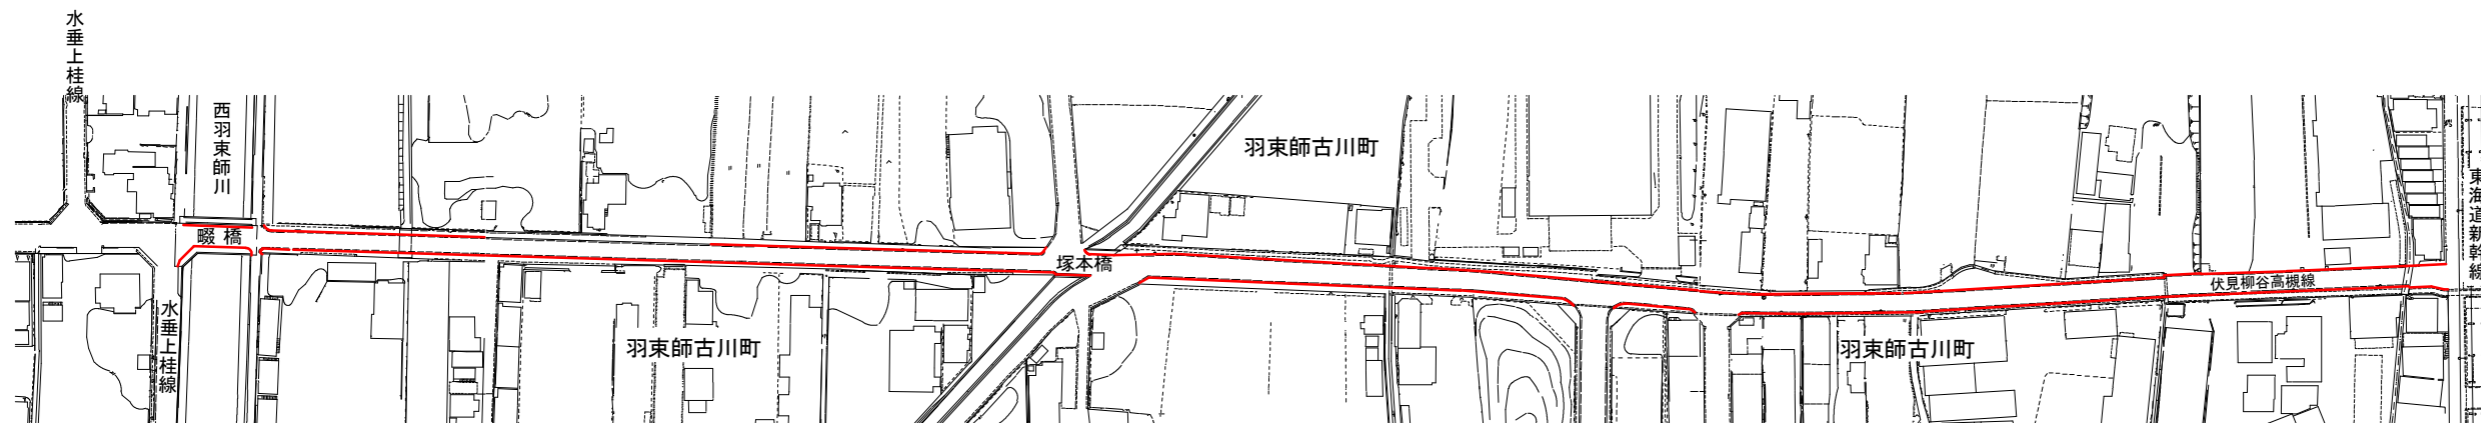 水垂上桂線
西羽束師川
畷橋
水垂上桂線
羽束師古川町
塚本橋
羽束師古川町
羽束師古川町
伏見柳谷高槻線
東海道新幹線